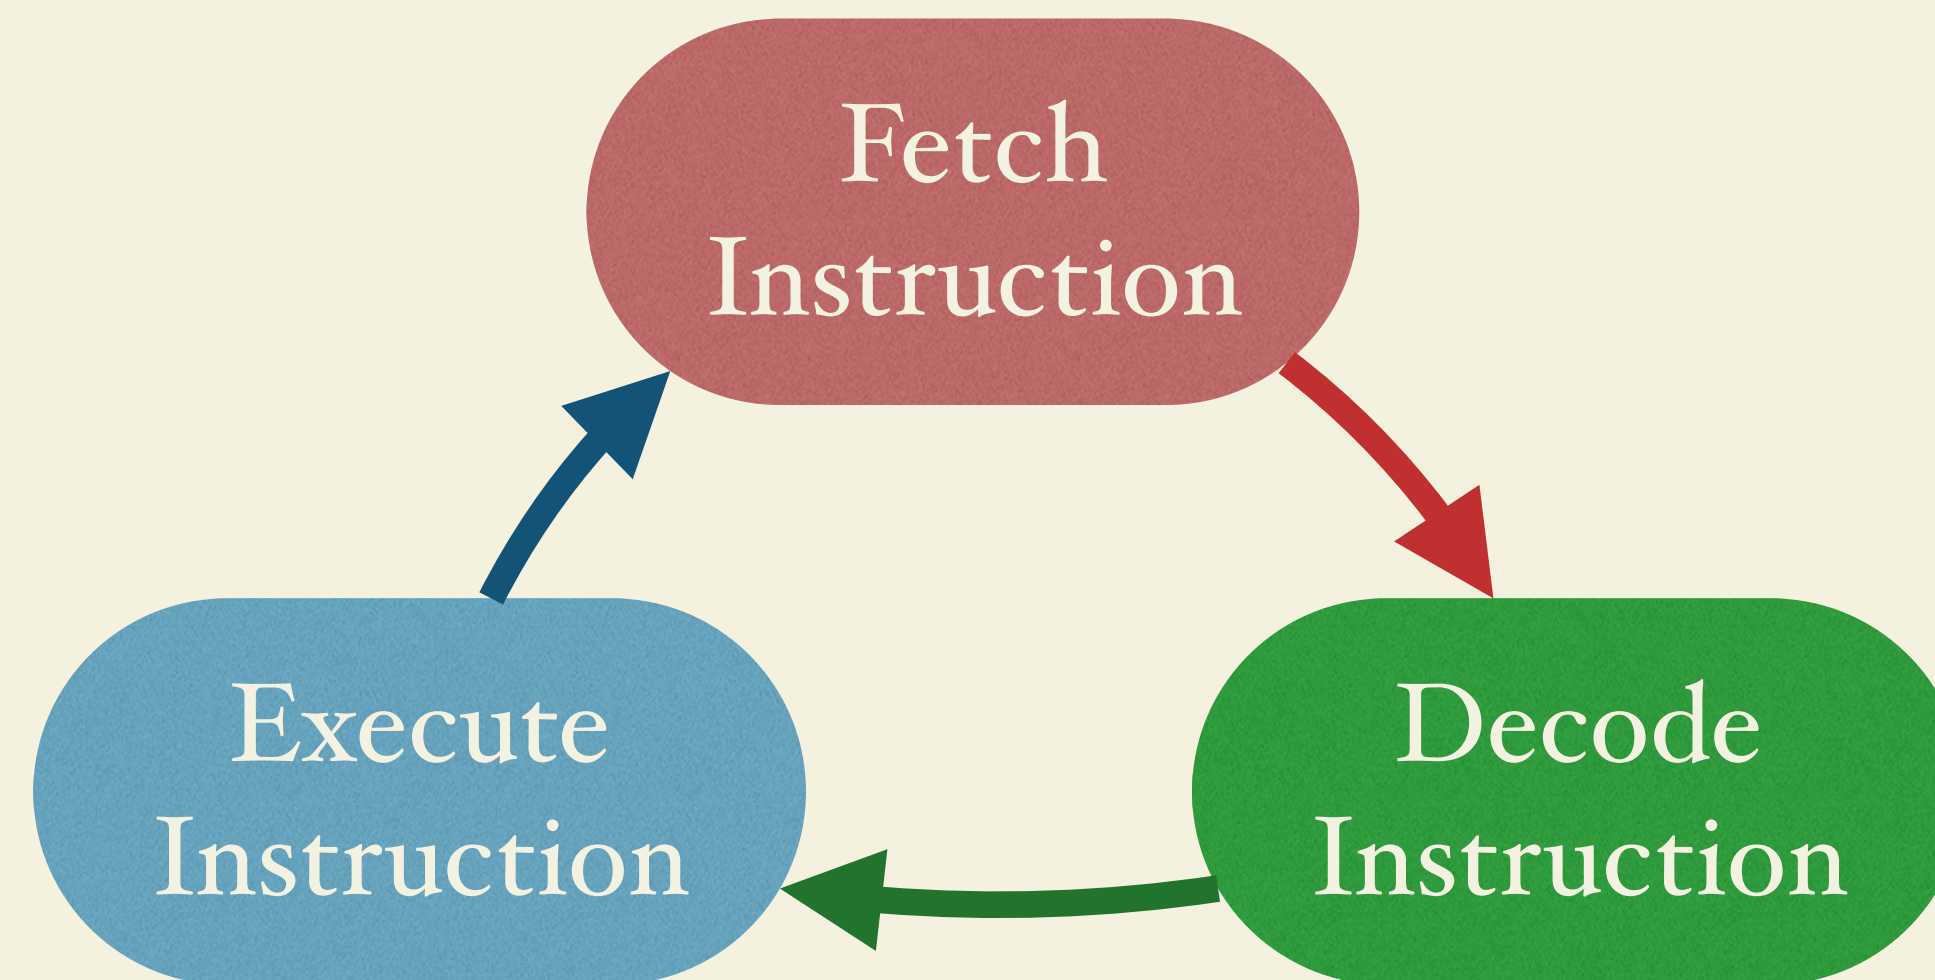 Fetch
Instruction
Execute
Instruction
Decode
Instruction